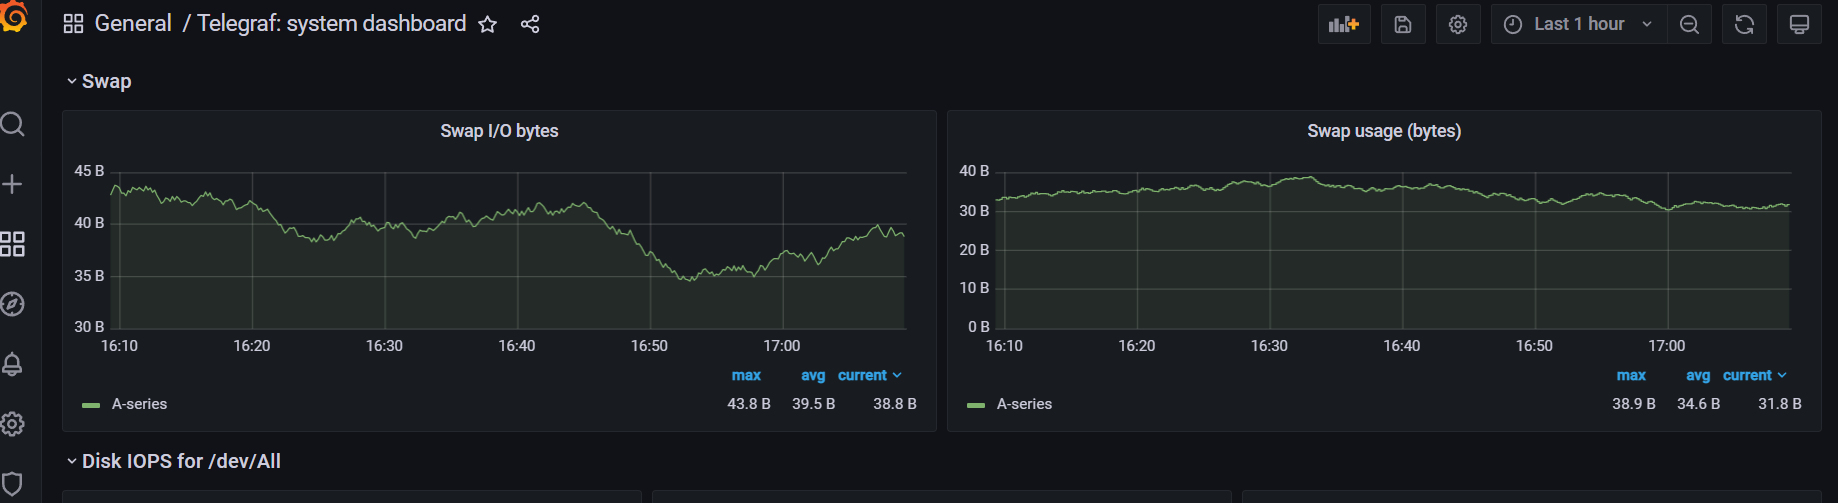 General / Telegraf: system dashboard
Last 1 hour
Swap
Swap I/O bytes
45 B
40 B
35 B
30 B
16:10 16:20 16:30 16:40 16:50 17:00
max avg current
A-series 43.8 B 39.5 B 38.8 B
Swap usage (bytes)
40 B
30 B
20 B
10 B
0 B
16:10 16:20 16:30 16:40 16:50 17:00
max avg current
A-series 38.9 B 34.6 B 31.8 B
Disk IOPS for /dev/All